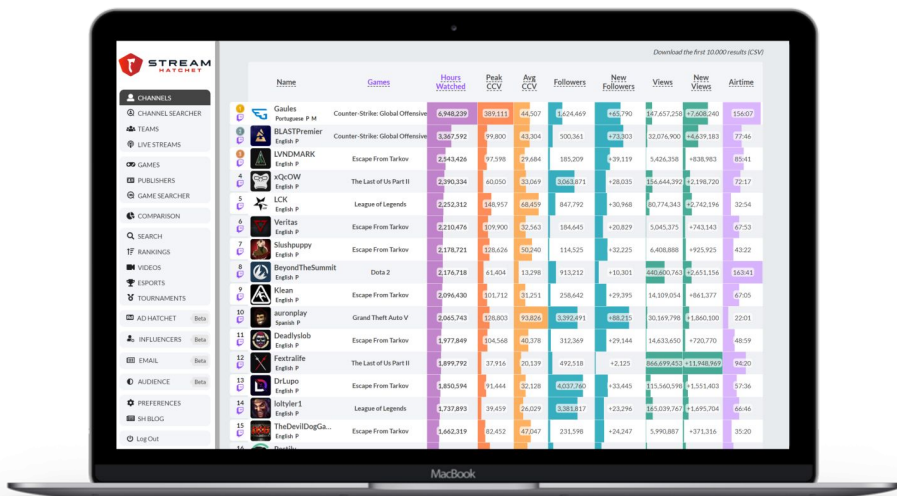 Download the first 10.000 results (CSV)
STREAM
HATCHET
CHANNELS
CHANNEL SEARCHER
TEAMS
LIVE STREAMS
GAMES
PUBLISHERS
GAME SEARCHER
COMPARISON
SEARCH
RANKINGS
VIDEOS
ESPORTS
TOURNAMENTS
AD HATCHET Beta
INFLUENCERS Beta
EMAIL Beta
AUDIENCE Beta
PREFERENCES
SH BLOG
Log Out
Name Games Hours Watched Peak CCV Avg CCV Followers New Followers Views New Views Airtime
Gaules Counter-Strike: Global Offensive 6,948,239 389,111 44,507 1,624,469 +65,790 147,657,258 +7,608,240 156:07
Portuguese P M
BLASTPremier Counter-Strike: Global Offensive 3,367,592 99,800 43,304 500,361 +73,303 32,076,900 +4,639,183 77:46
English P
LVNDMARK Escape From Tarkov 2,543,426 97,598 29,684 185,209 +39,119 5,426,358 +838,983 85:41
English P
4 xQcOW The Last of Us Part II 2,390,334 60,050 33,069 3,063,871 +28,035 156,644,392 +2,198,720 72:17
English P
5 LCK League of Legends 2,252,312 148,957 68,459 847,792 +30,968 80,774,343 +2,742,196 32:54
English P
6 Veritas Escape From Tarkov 2,210,476 109,900 32,563 184,645 +20,829 5,045,375 +743,143 67:53
English P
7 Slushpuppy Escape From Tarkov 2,178,721 128,626 50,240 114,525 +32,225 6,408,888 +925,925 43:22
English P
8 BeyondTheSummit Dota 2 2,176,718 61,404 13,298 913,212 +10,301 440,600,763 +2,651,156 163:41
English P
9 Klean Escape From Tarkov 2,096,430 101,712 31,251 258,642 +29,395 14,109,054 +861,377 67:05
English P
10 auronplay Grand Theft Auto V 2,065,743 128,803 93,826 3,392,491 +88,215 30,169,798 +1,860,100 22:01
Spanish P
11 Deadlyslob Escape From Tarkov 1,977,849 104,568 40,378 312,369 +29,144 14,633,650 +720,770 48:59
English P
12 Fextralife The Last of Us Part II 1,899,792 37,916 20,139 492,518 +2,125 866,699,453 +11,948,969 94:20
English P
13 DrLupo Escape From Tarkov 1,850,594 91,444 32,128 4,037,760 +33,445 115,560,598 +1,551,403 57:36
English P
14 loltyler1 League of Legends 1,737,893 39,459 26,029 3,381,817 +23,296 165,039,767 +1,695,704 66:46
English P
15 TheDevilDogGa... Escape From Tarkov 1,662,319 82,452 47,047 231,598 +24,247 5,990,887 +371,316 35:20
English P
MacBook